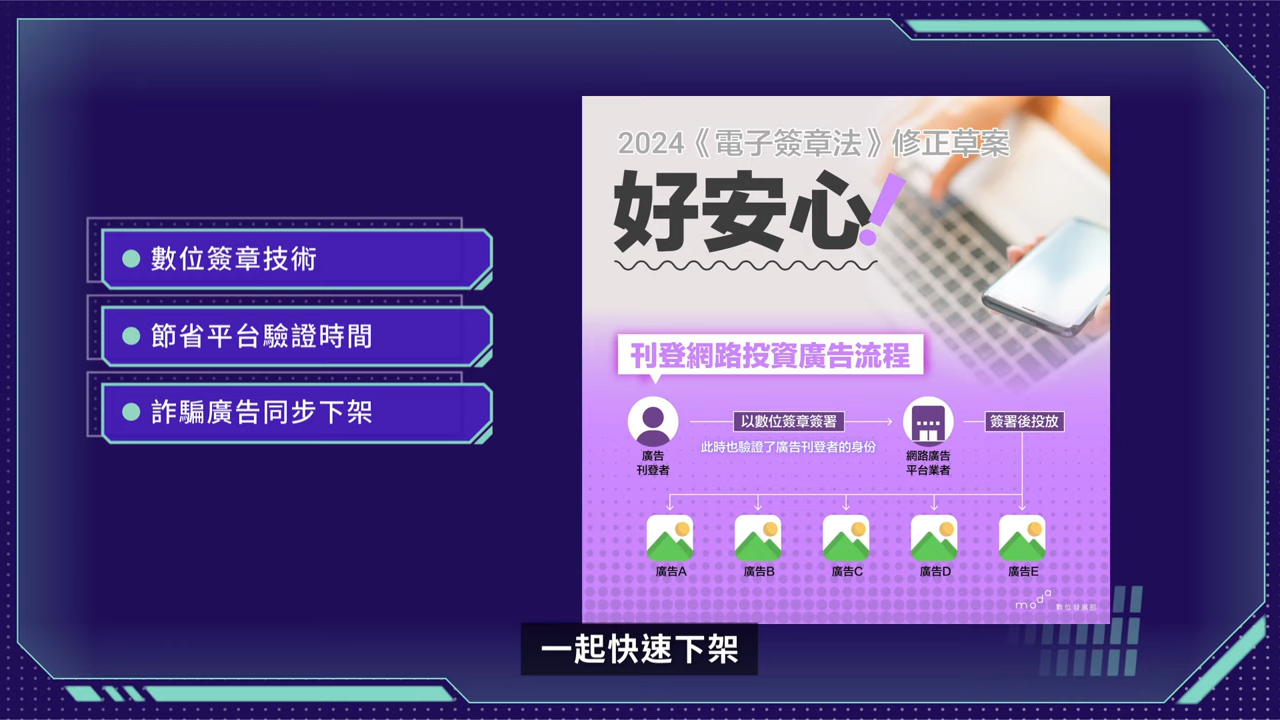 數位簽章技術
節省平台驗證時間
詐騙廣告同步下架
2024《電子簽章法》修正草案
好安心!
刊登網路投資廣告流程
廣告
刊登者
以數位簽章簽署
此時也驗證了廣告刊登者的身份
網路廣告
平台業者
簽署後投放
廣告A
廣告B
廣告C
廣告D
廣告E
moda 數位發展部
一起快速下架